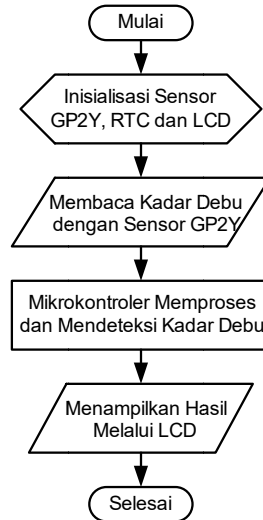 Mulai
Inisialisasi Sensor
GP2Y, RTC dan LCD
Membaca Kadar Debu
dengan Sensor GP2Y
Mikrokontroler Memproses
dan Mendeteksi Kadar Debu
Menampilkan Hasil
Melalui LCD
Selesai